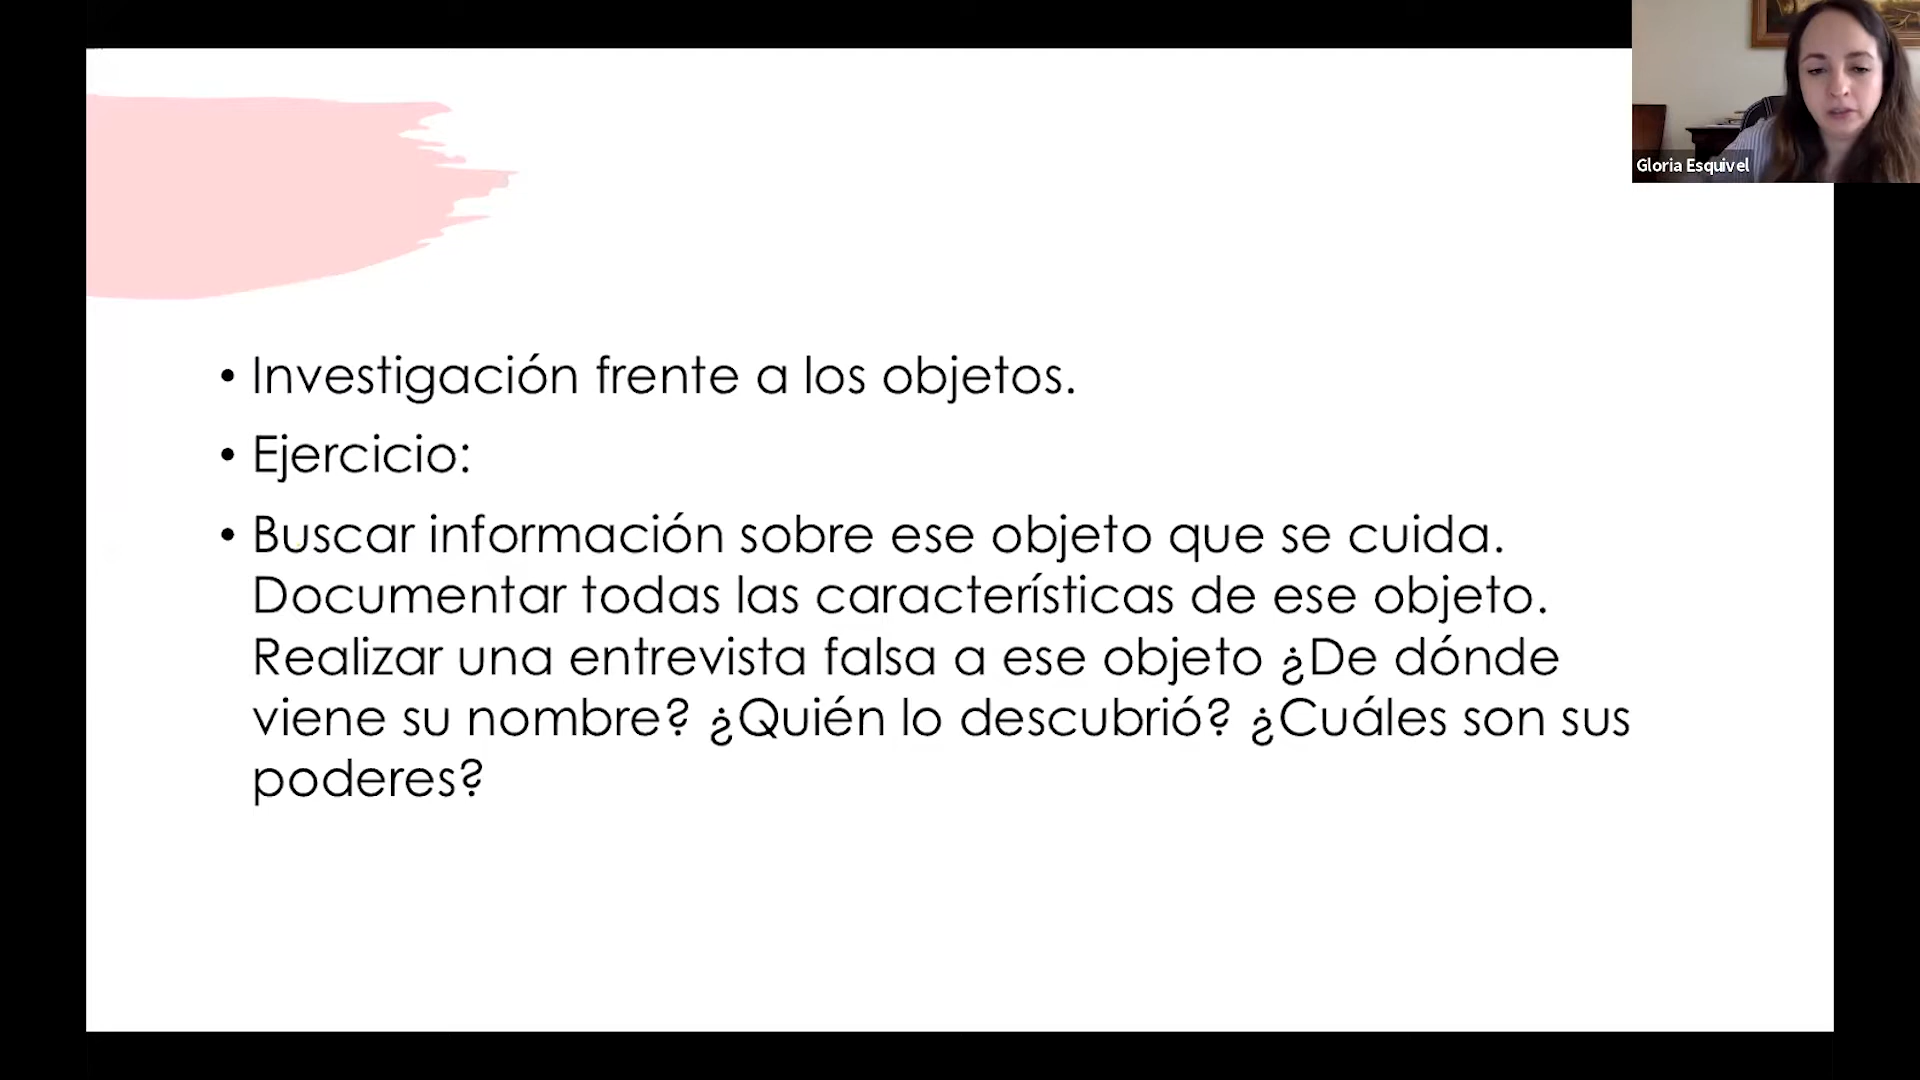 Gloria Esquivel
• Investigación frente a los objetos.
• Ejercicio:
• Buscar información sobre ese objeto que se cuida.
Documentar todas las características de ese objeto.
Realizar una entrevista falsa a ese objeto ¿De dónde
viene su nombre? ¿Quién lo descubrió? ¿Cuáles son sus
poderes?